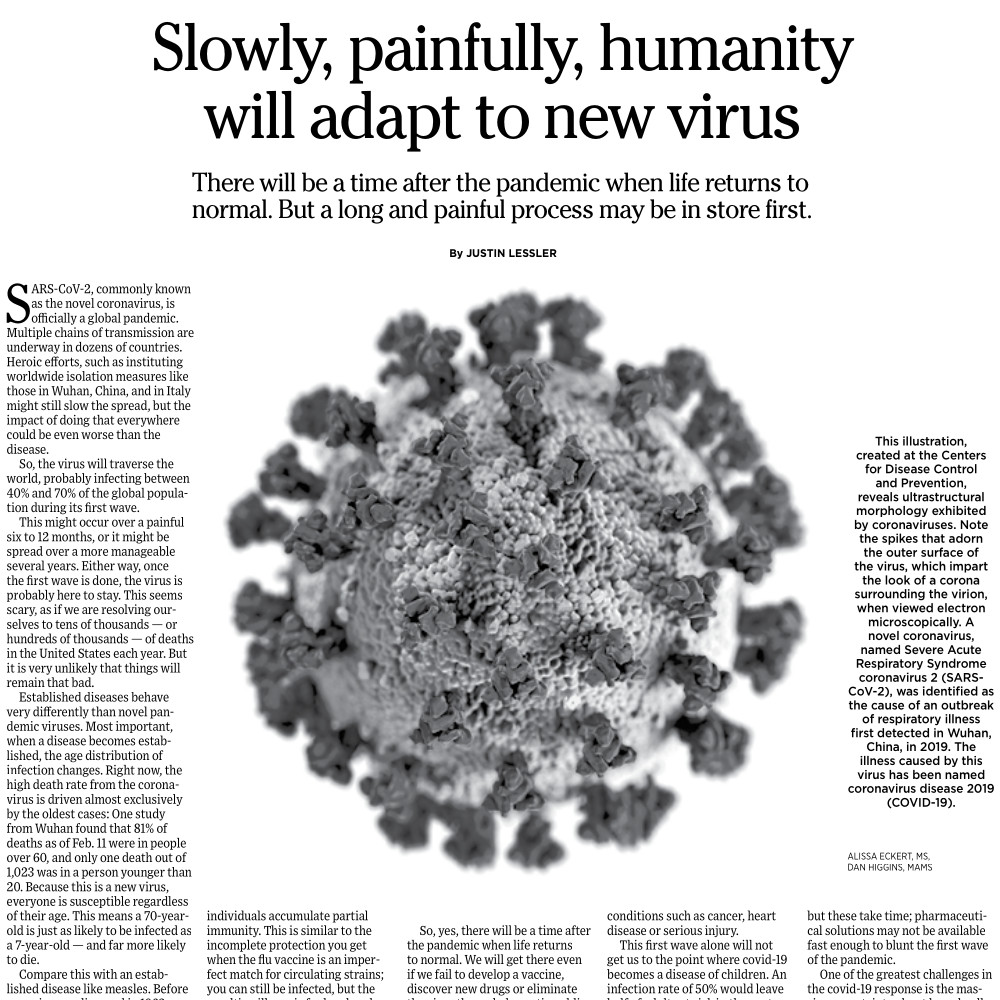 Slowly, painfully, humanity
will adapt to new virus
There will be a time after the pandemic when life returns to
normal. But a long and painful process may be in store first.
By JUSTIN LESSLER
SARS-CoV-2, commonly known
as the novel coronavirus, is
officially a global pandemic.
Multiple chains of transmission are
underway in dozens of countries.
Heroic efforts, such as instituting
worldwide isolation measures like
those in Wuhan, China, and in Italy
might still slow the spread, but the
impact of doing that everywhere
could be even worse than the
disease.
So, the virus will traverse the
world, probably infecting between
40% and 70% of the global popula-
tion during its first wave.
This might occur over a painful
six to 12 months, or it might be
spread over a more manageable
several years. Either way, once
the first wave is done, the virus is
probably here to stay. This seems
scary, as if we are resolving our-
selves to tens of thousands — or
hundreds of thousands — of deaths
in the United States each year. But
it is very unlikely that things will
remain that bad.
Established diseases behave
very differently than novel pan-
demic viruses. Most important,
when a disease becomes estab-
lished, the age distribution of
infection changes. Right now, the
high death rate from the corona-
virus is driven almost exclusively
by the oldest cases: One study
from Wuhan found that 81% of
deaths as of Feb. 11 were in people
over 60, and only one death out of
1,023 was in a person younger than
20. Because this is a new virus,
everyone is susceptible regardless
of their age. This means a 70-year-
old is just as likely to be infected as
a 7-year-old — and far more likely
to die.
Compare this with an estab-
lished disease like measles. Before
individuals accumulate partial
immunity. This is similar to the
incomplete protection you get
when the flu vaccine is an imper-
fect match for circulating strains;
you can still be infected, but the
So, yes, there will be a time after
the pandemic when life returns
to normal. We will get there even
if we fail to develop a vaccine,
discover new drugs or eliminate
conditions such as cancer, heart
disease or serious injury.
This first wave alone will not
get us to the point where covid-19
becomes a disease of children. An
infection rate of 50% would leave
but these take time; pharmaceuti-
cal solutions may not be available
fast enough to blunt the first wave
of the pandemic.
One of the greatest challenges in
the covid-19 response is the mas-
This illustration,
created at the Centers
for Disease Control
and Prevention,
reveals ultrastructural
morphology exhibited
by coronaviruses. Note
the spikes that adorn
the outer surface of
the virus, which impart
the look of a corona
surrounding the virion,
when viewed electron
microscopically. A
novel coronavirus,
named Severe Acute
Respiratory Syndrome
coronavirus 2 (SARS-
CoV-2), was identified as
the cause of an outbreak
of respiratory illness
first detected in Wuhan,
China, in 2019. The
illness caused by this
virus has been named
coronavirus disease 2019
(COVID-19).
ALISSA ECKERT, MS,
DAN HIGGINS, MAMS